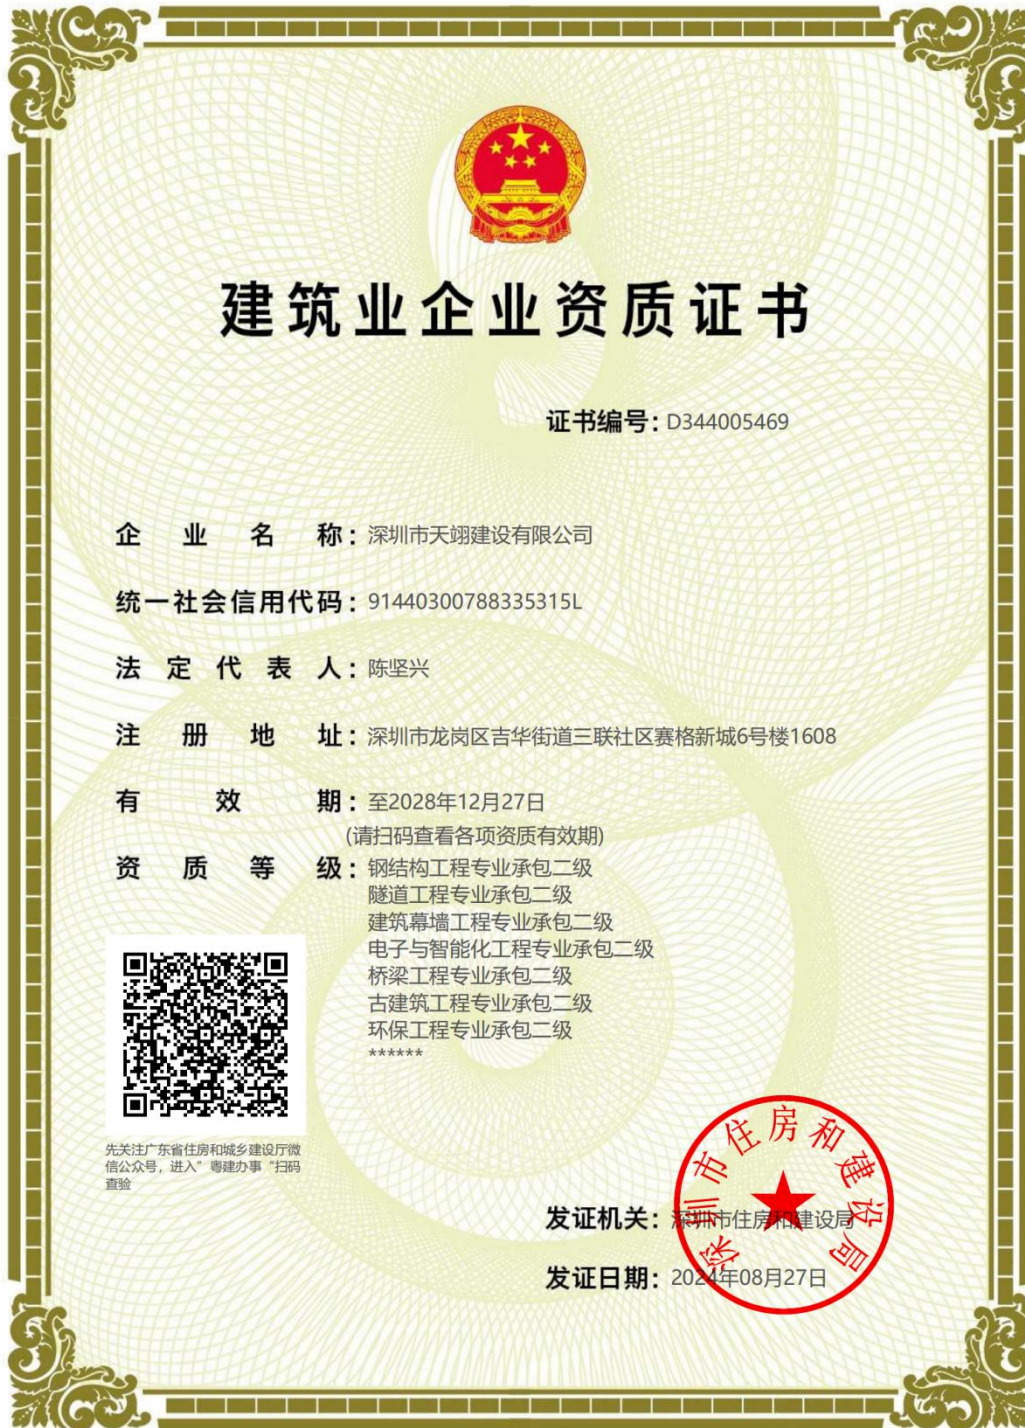 建筑业企业资质证书
证书编号：D344005469
企业名称：深圳市天翊建设有限公司
统一社会信用代码：91440300788335315L
法定代表人：陈坚兴
注册地址：深圳市龙岗区吉华街道三联社区赛格新城6号楼1608
有效期：至2028年12月27日
(请扫码查看各项资质有效期)
资质等级：钢结构工程专业承包二级
隧道工程专业承包二级
建筑幕墙工程专业承包二级
电子与智能化工程专业承包二级
桥梁工程专业承包二级
古建筑工程专业承包二级
环保工程专业承包二级
******
先关注广东省住房和城乡建设厅微
信公众号，进入“粤建办事”扫码
查验
深圳市住房和建设局
发证机关：深圳市住房和建设局
发证日期：2024年08月27日